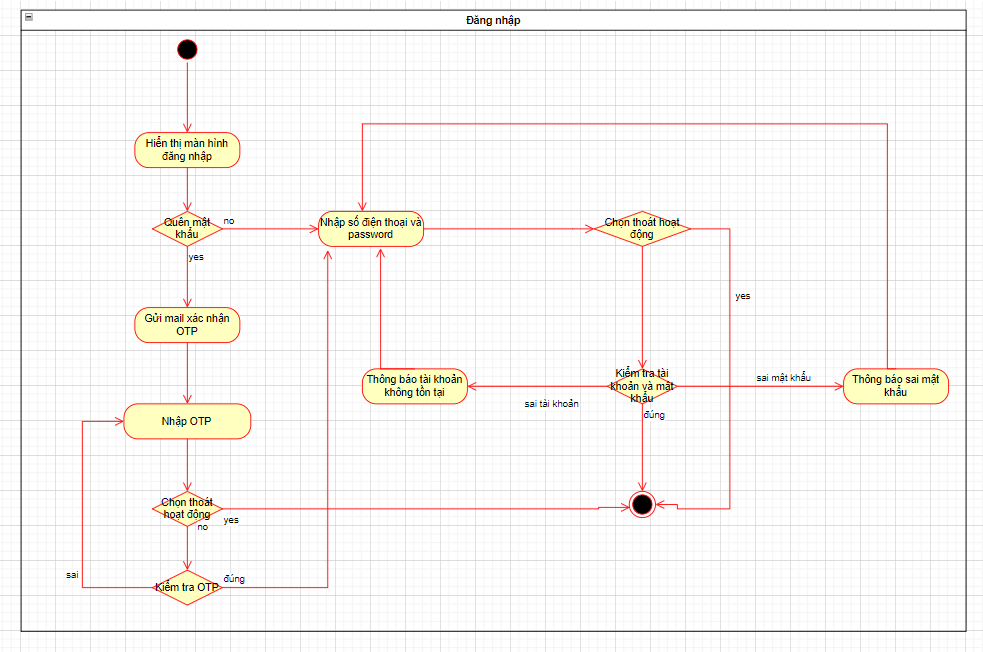 Đăng nhập
Hiển thị màn hình
đăng nhập
Quên mật
khẩu
no
yes
Nhập số điện thoại và
password
Chọn thoát hoạt
động
yes
Gửi mail xác nhận
OTP
Thông báo tài khoản
không tồn tại
sai tài khoản
Kiểm tra tài
khoản và mật
khẩu
đúng
sai mật khẩu
Thông báo sai mật
khẩu
Nhập OTP
Chọn thoát
hoạt động
no
yes
sai
Kiểm tra OTP
đúng